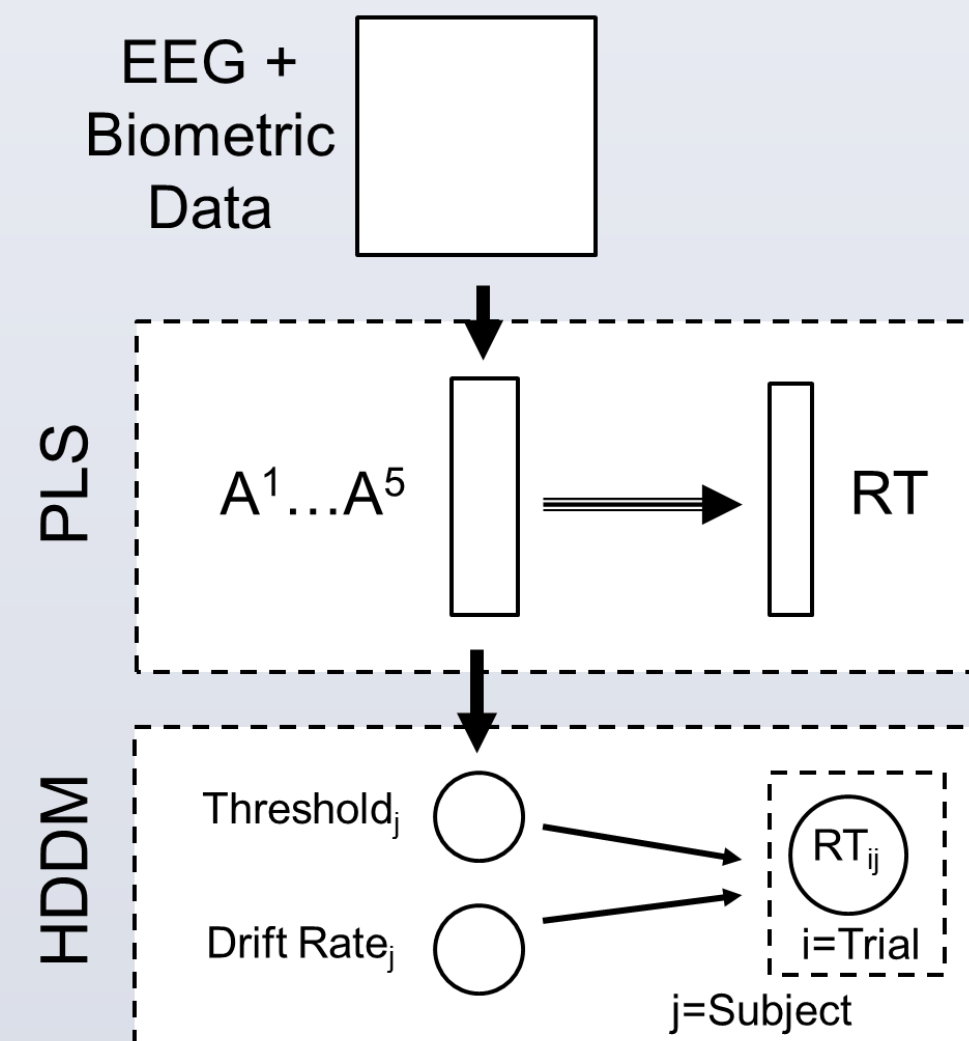 EEG +
Biometric
Data
PLS
A¹…A⁵
RT
HDDM
Thresholdⱼ
Drift Rateⱼ
RTᵢⱼ
i=Trial
j=Subject